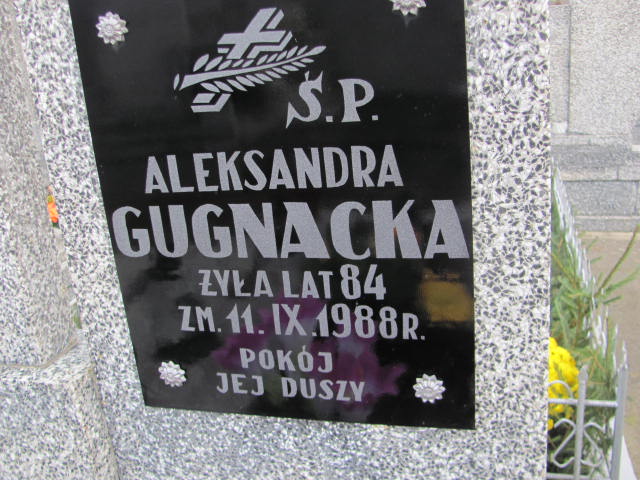 Ś.P.
ALEKSANDRA
GUGNACKA
ŻYŁA LAT 84
ZM. 11. IX. 1988 R.
POKÓJ
JEJ DUSZY